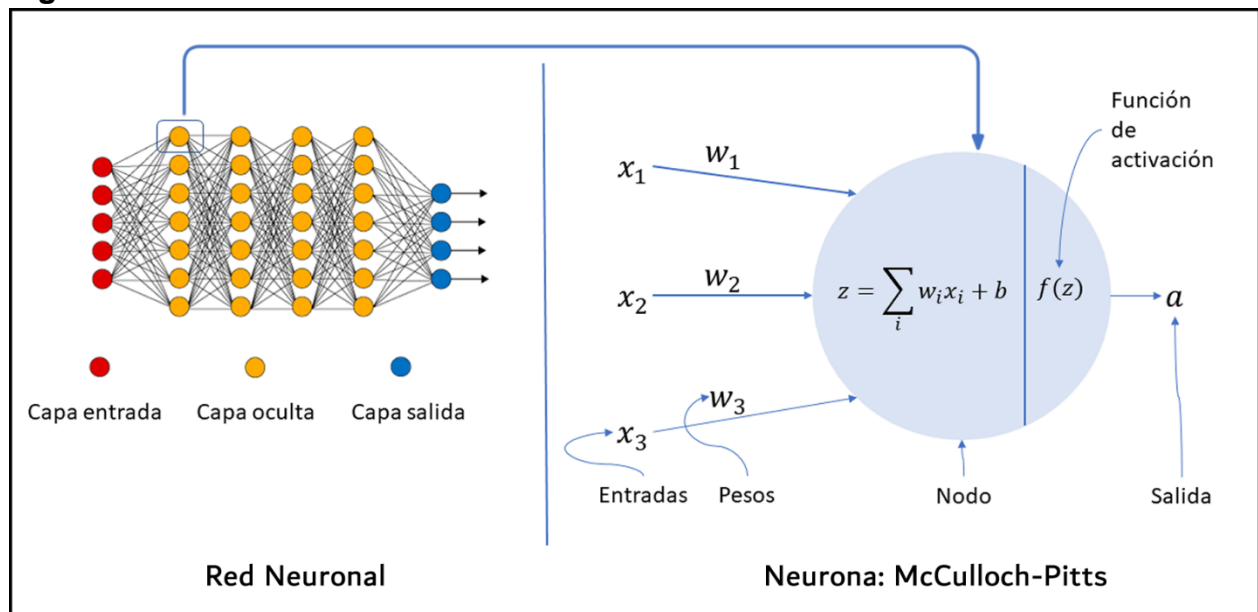 Capa entrada
Capa oculta
Capa salida
Red Neuronal
Función
de
activación
x₁
w₁
x₂
w₂
x₃
w₃
z = ∑ᵢ wᵢxᵢ + b
f(z)
a
Entradas
Pesos
Nodo
Salida
Neurona: McCulloch-Pitts